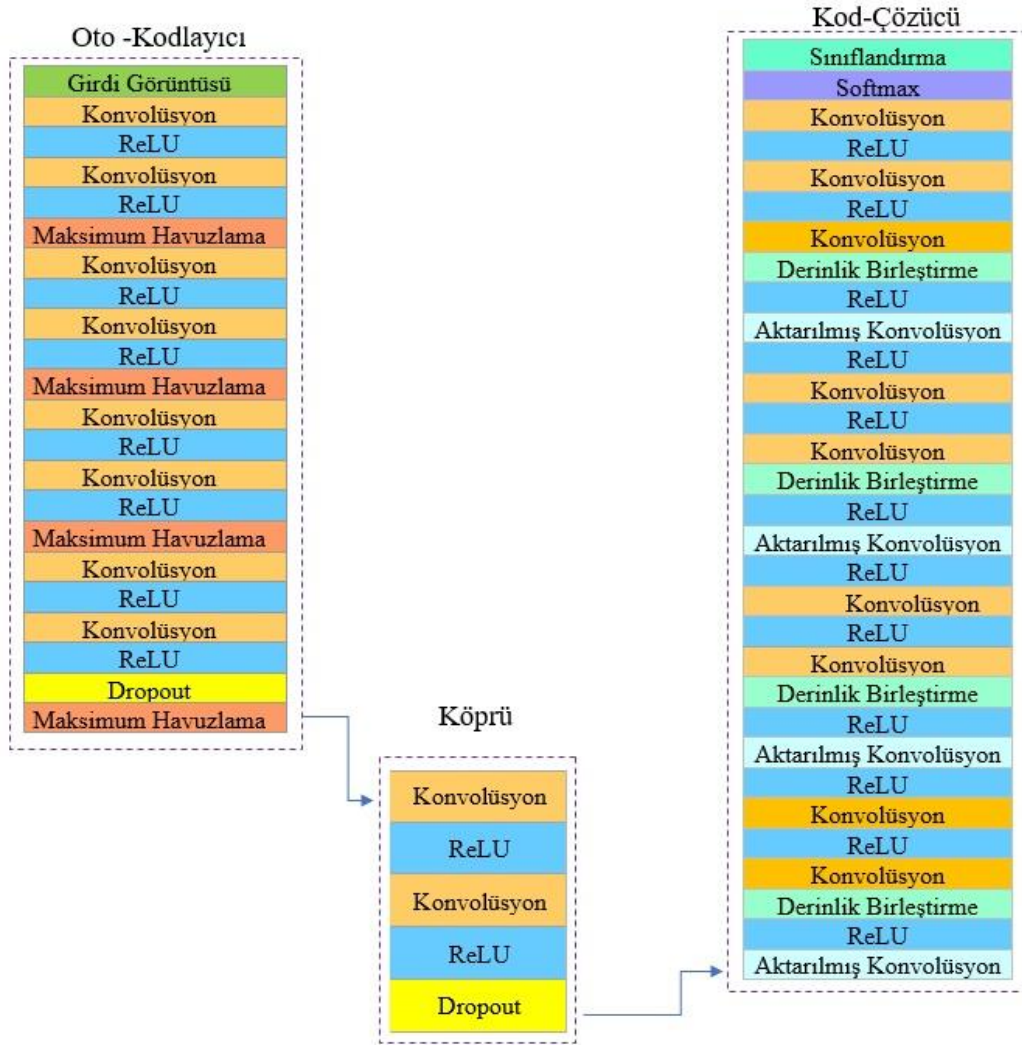 Oto -Kodlayıcı
Girdi Görüntüsü
Konvolüsyon
ReLU
Konvolüsyon
ReLU
Maksimum Havuzlama
Konvolüsyon
ReLU
Konvolüsyon
ReLU
Maksimum Havuzlama
Konvolüsyon
ReLU
Konvolüsyon
ReLU
Maksimum Havuzlama
Konvolüsyon
ReLU
Konvolüsyon
ReLU
Dropout
Maksimum Havuzlama
Köprü
Konvolüsyon
ReLU
Konvolüsyon
ReLU
Dropout
Kod-Çözücü
Sınıflandırma
Softmax
Konvolüsyon
ReLU
Konvolüsyon
ReLU
Konvolüsyon
Derinlik Birleştirme
ReLU
Aktarılmış Konvolüsyon
ReLU
Konvolüsyon
ReLU
Konvolüsyon
Derinlik Birleştirme
ReLU
Aktarılmış Konvolüsyon
ReLU
Konvolüsyon
ReLU
Konvolüsyon
Derinlik Birleştirme
ReLU
Aktarılmış Konvolüsyon
ReLU
Konvolüsyon
ReLU
Konvolüsyon
Derinlik Birleştirme
ReLU
Aktarılmış Konvolüsyon